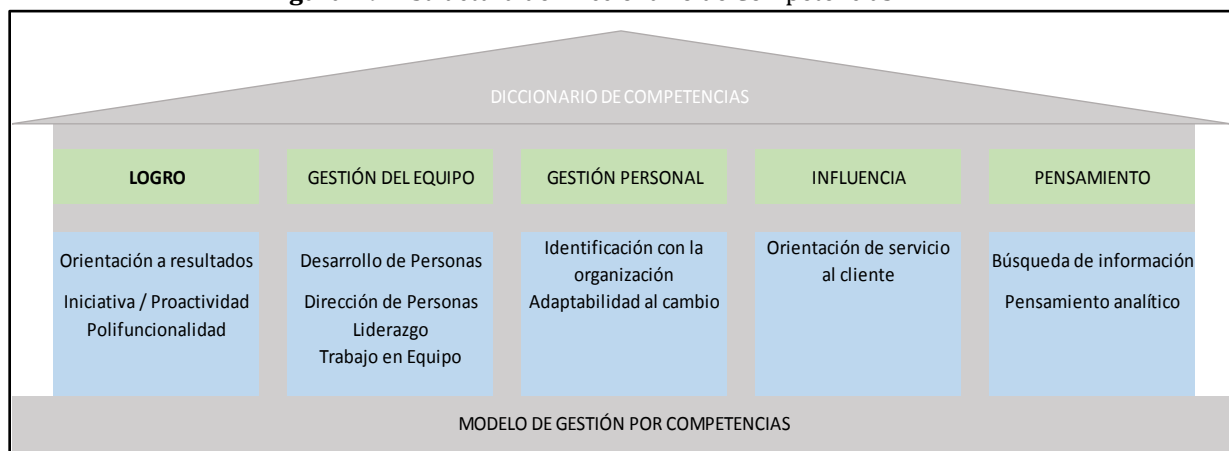 DICCIONARIO DE COMPETENCIAS
LOGRO
GESTIÓN DEL EQUIPO
GESTIÓN PERSONAL
INFLUENCIA
PENSAMIENTO
Orientación a resultados
Iniciativa / Proactividad
Polifuncionalidad
Desarrollo de Personas
Dirección de Personas
Liderazgo
Trabajo en Equipo
Identificación con la
organización
Adaptabilidad al cambio
Orientación de servicio
al cliente
Búsqueda de información
Pensamiento analítico
MODELO DE GESTIÓN POR COMPETENCIAS